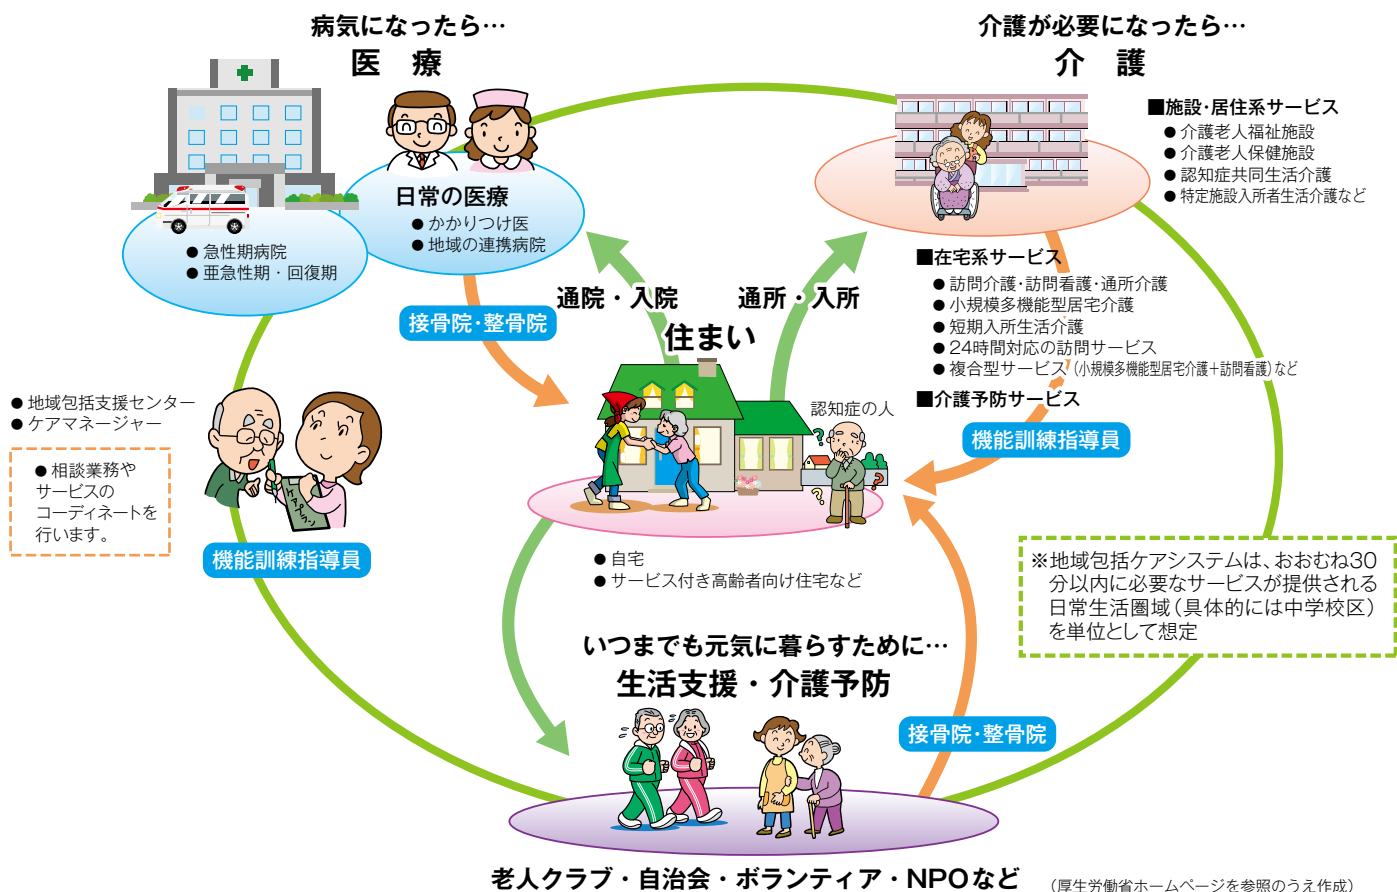 病気になったら…
医　療
介護が必要になったら…
介　護
■施設・居住系サービス
● 介護老人福祉施設
● 介護老人保健施設
● 認知症共同生活介護
● 特定施設入所者生活介護など
日常の医療
● かかりつけ医
● 地域の連携病院
● 急性期病院
● 亜急性期・回復期
■在宅系サービス
● 訪問介護・訪問看護・通所介護
● 小規模多機能型居宅介護
● 短期入所生活介護
● 24時間対応の訪問サービス
● 複合型サービス（小規模多機能型居宅介護＋訪問看護）など
■介護予防サービス
通院・入院
通所・入所
接骨院・整骨院
住まい
認知症の人
機能訓練指導員
● 地域包括支援センター
● ケアマネージャー
● 相談業務や
サービスの
コーディネートを
行います。
ケアプラン
機能訓練指導員
● 自宅
● サービス付き高齢者向け住宅など
※地域包括ケアシステムは、おおむね30
分以内に必要なサービスが提供される
日常生活圏域（具体的には中学校区）
を単位として想定
いつまでも元気に暮らすために…
生活支援・介護予防
接骨院・整骨院
老人クラブ・自治会・ボランティア・NPOなど
（厚生労働省ホームページを参照のうえ作成）